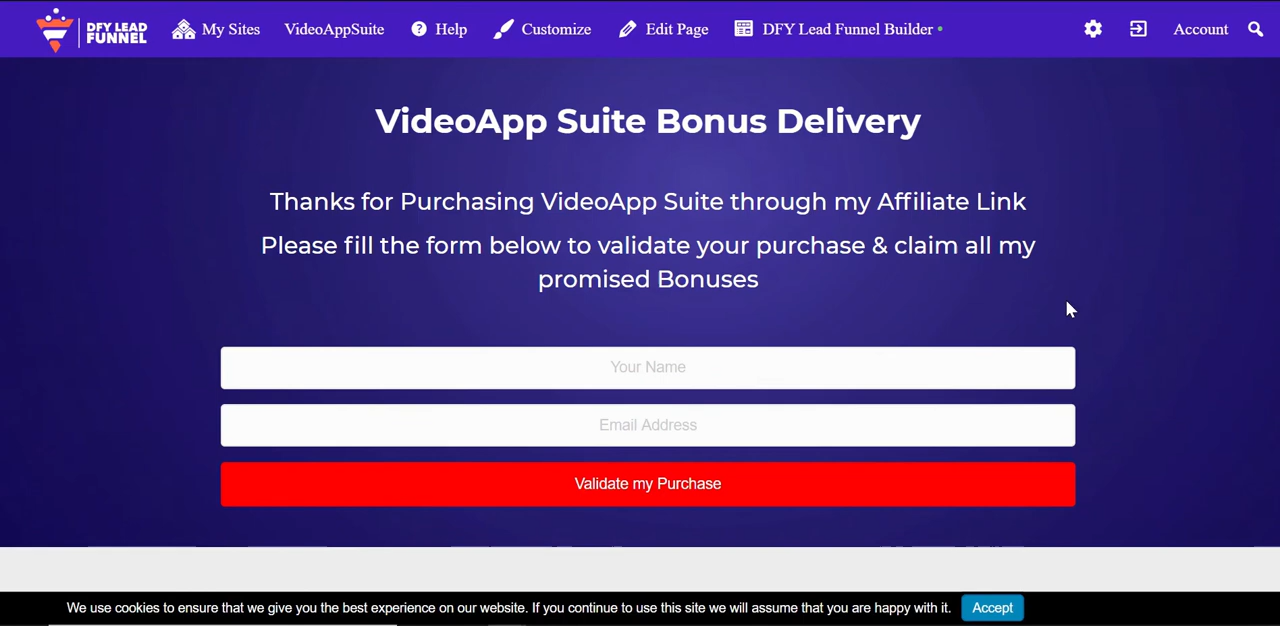 DFY LEAD
FUNNEL
My Sites VideoAppSuite Help Customize Edit Page DFY Lead Funnel Builder Account
VideoApp Suite Bonus Delivery
Thanks for Purchasing VideoApp Suite through my Affiliate Link
Please fill the form below to validate your purchase & claim all my
promised Bonuses
Your Name
Email Address
Validate my Purchase
We use cookies to ensure that we give you the best experience on our website. If you continue to use this site we will assume that you are happy with it. Accept